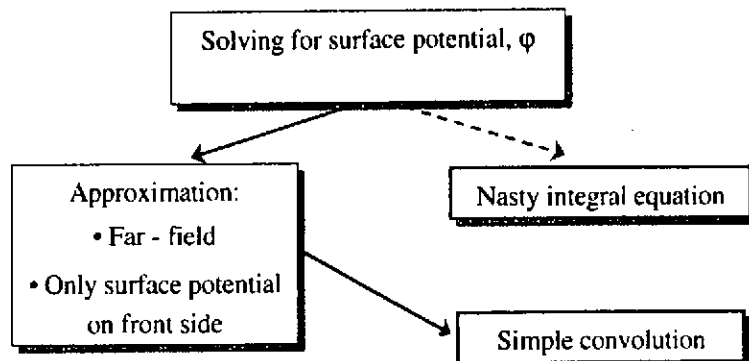 Solving for surface potential, φ
Approximation:
• Far - field
• Only surface potential
on front side
Nasty integral equation
Simple convolution